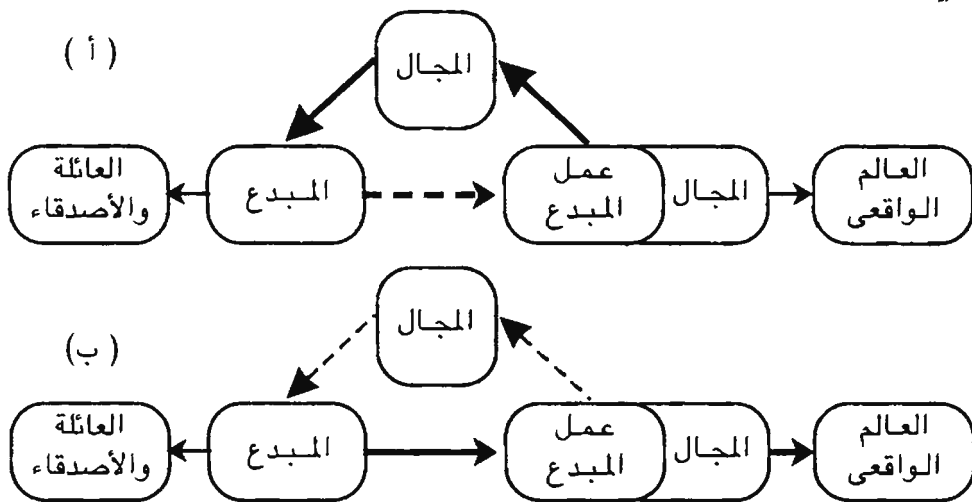 ( أ )
المجال
العالم
الواقعى
المجال
عمل
المبدع
المبدع
العائلة
والأصدقاء
(ب)
المجال
العالم
الواقعى
المجال
عمل
المبدع
المبدع
العائلة
والأصدقاء